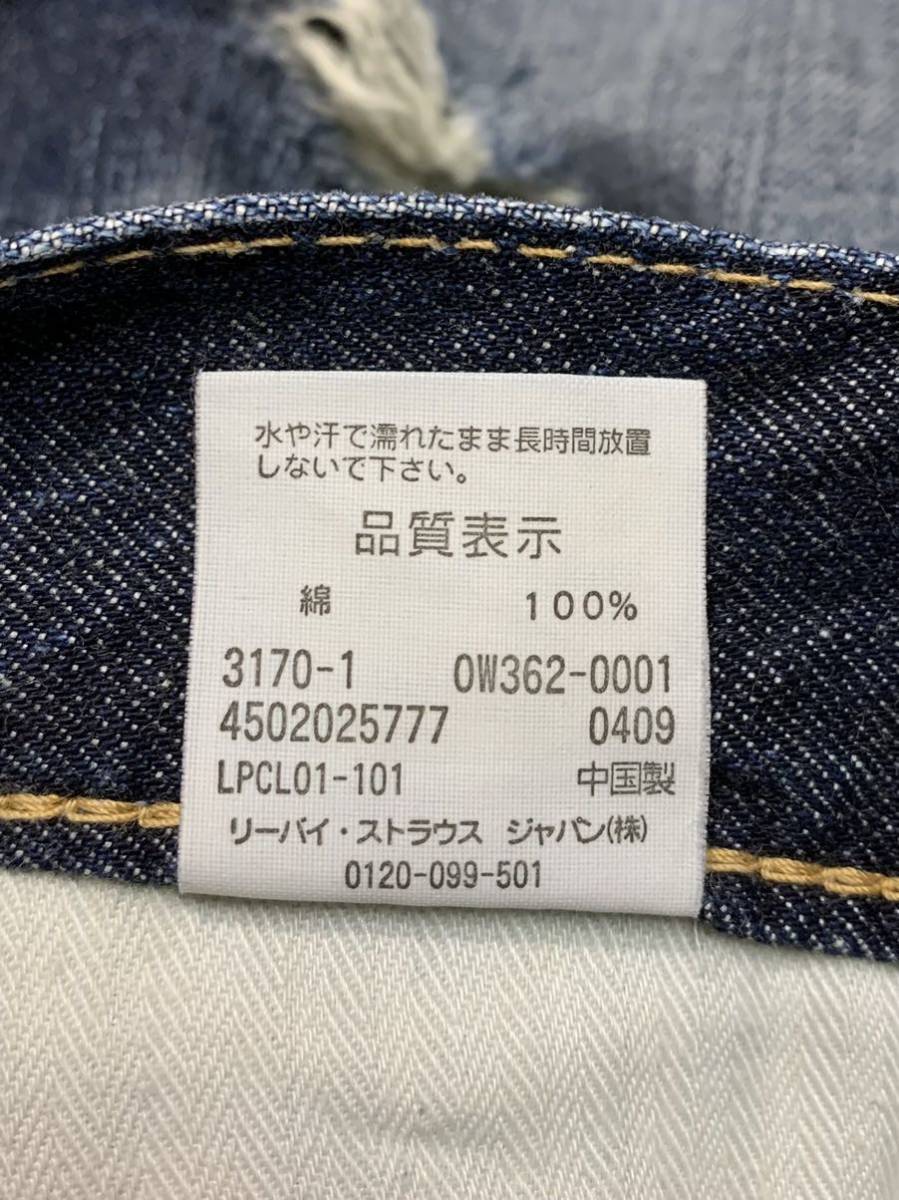 水や汗で濡れたまま長時間放置
しないで下さい。
品質表示
綿 100%
3170-1 0W362-0001
4502025777 0409
LPCL01-101 中国製
リーバイ・ストラウス ジャパン(株)
0120-099-501